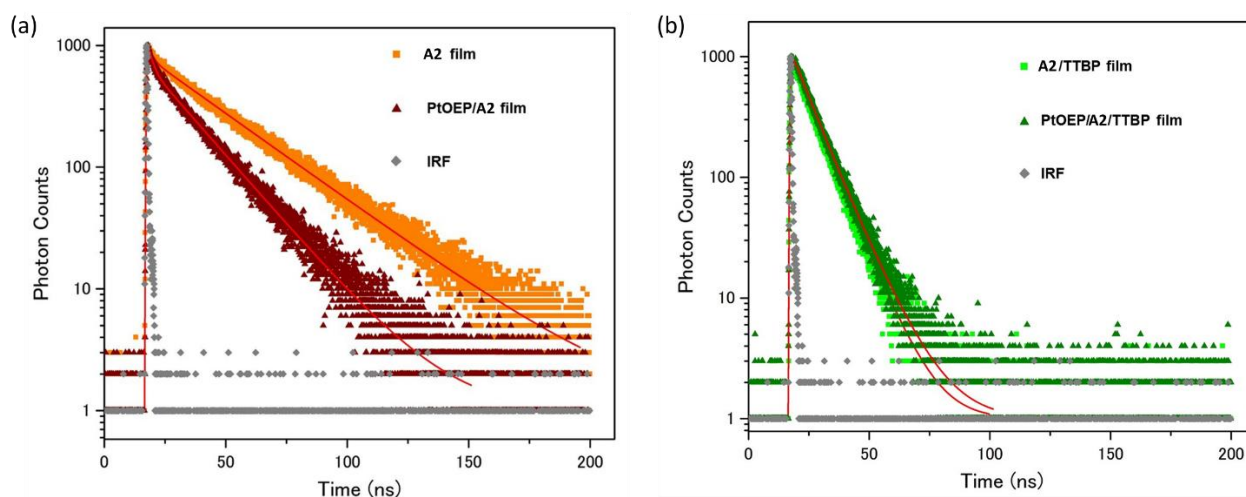 (a)
1000
100
10
1
Photon Counts
0
50
100
150
200
Time (ns)
A2 film
PtOEP/A2 film
IRF
(b)
1000
100
10
1
Photon Counts
0
50
100
150
200
Time (ns)
A2/TTBP film
PtOEP/A2/TTBP film
IRF